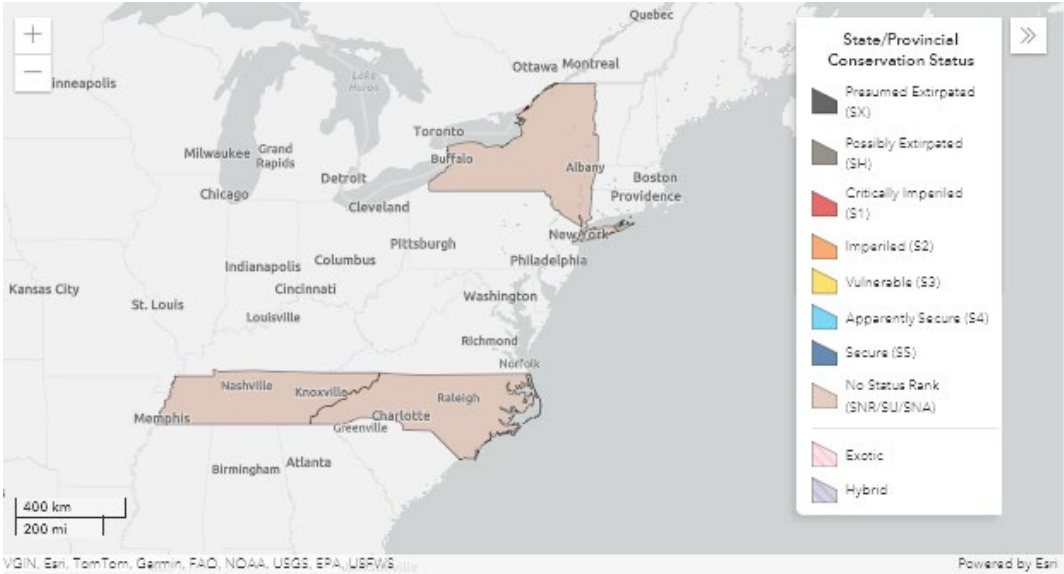 Quebec
Ottawa Montreal
inneapolis
Lake
Huron
Toronto
Milwaukee
Grand
Rapids
Buffalo
Albany
Detroit
Boston
Chicago
Providence
Cleveland
New York
Pittsburgh
Columbus
Philadelphia
Indianapolis
Kansas City
Cincinnati
Washington
St. Louis
Louisville
Richmond
Norfolk
Nashville
Knoxville
Raleigh
Memphis
Charlotte
Greenville
Birmingham
Atlanta
400 km
200 mi
VGIN, Esri, TomTom, Garmin, FAO, NOAA, USGS, EPA, USFWS
Powered by Esri
State/Provincial
Conservation Status
Presumed Extirpated
(SX)
Possibly Extirpated
(SH)
Critically Imperiled
(S1)
Imperiled (S2)
Vulnerable (S3)
Apparently Secure (S4)
Secure (S5)
No Status Rank
(SNR/SU/SNA)
Exotic
Hybrid